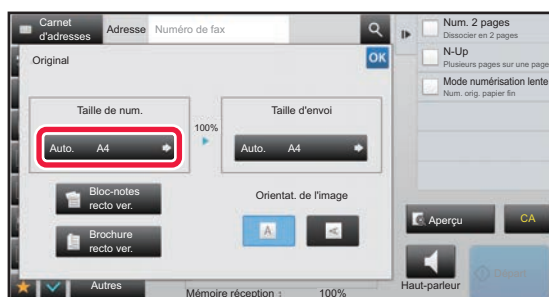 Carnet
d'adresses
Adresse
Numéro de fax
Num. 2 pages
Dissocier en 2 pages
N-Up
Plusieurs pages sur une page
Mode numérisation lente
Num. orig. papier fin
Original
OK
Taille de num.
100%
Taille d'envoi
Auto. A4
Auto. A4
Bloc-notes
recto ver.
Brochure
recto ver.
Orientat. de l'image
A
A
Aperçu
CA
Haut-parleur
Départ
Autres
Mémoire réception : 100%